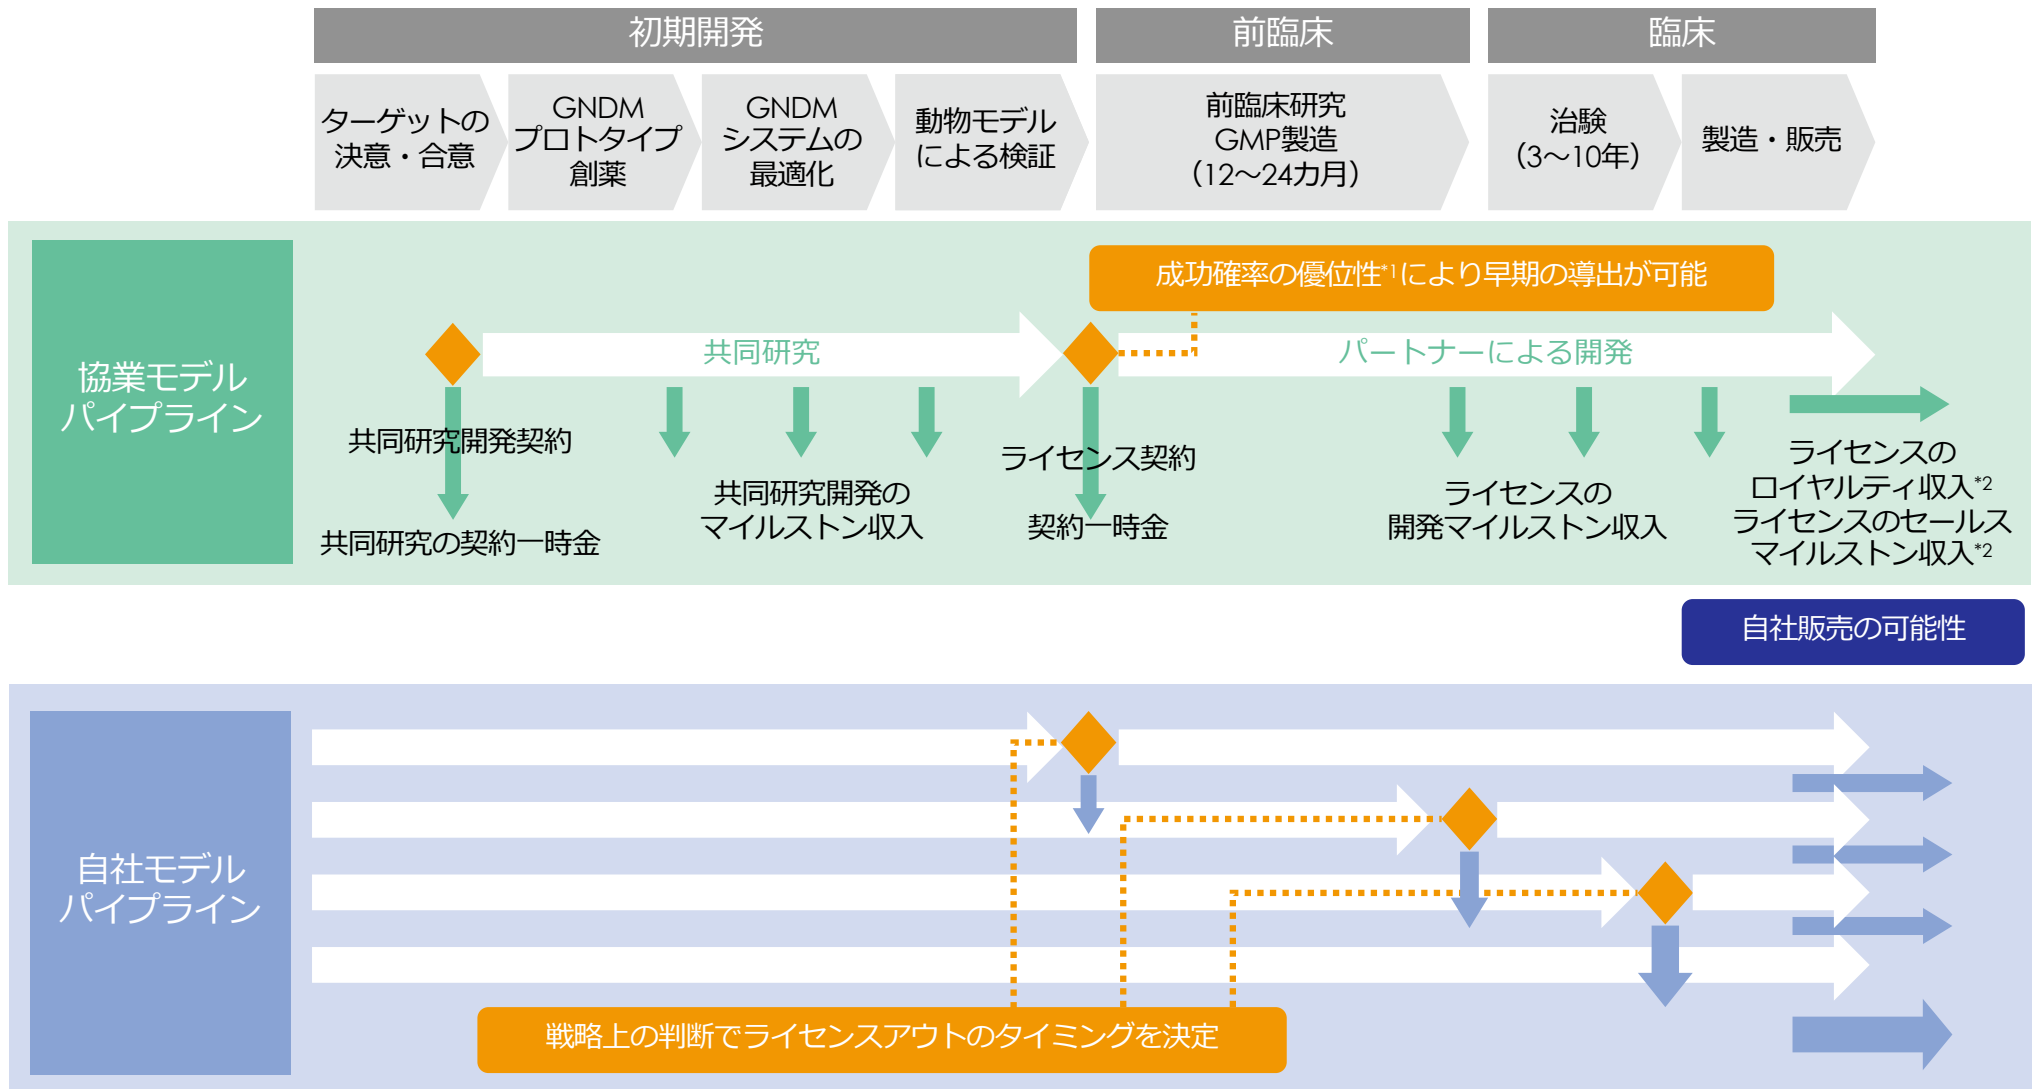 初期開発
前臨床
臨床
ターゲットの
決意・合意
GNDM
プロトタイプ
創薬
GNDM
システムの
最適化
動物モデル
による検証
前臨床研究
GMP製造
（12～24カ月）
治験
（3～10年）
製造・販売
協業モデル
パイプライン
成功確率の優位性*1により早期の導出が可能
共同研究
パートナーによる開発
共同研究開発契約
共同研究の契約一時金
共同研究開発の
マイルストン収入
ライセンス契約
契約一時金
ライセンスの
開発マイルストン収入
ライセンスの
ロイヤルティ収入*2
ライセンスのセールス
マイルストン収入*2
自社販売の可能性
自社モデル
パイプライン
戦略上の判断でライセンスアウトのタイミングを決定